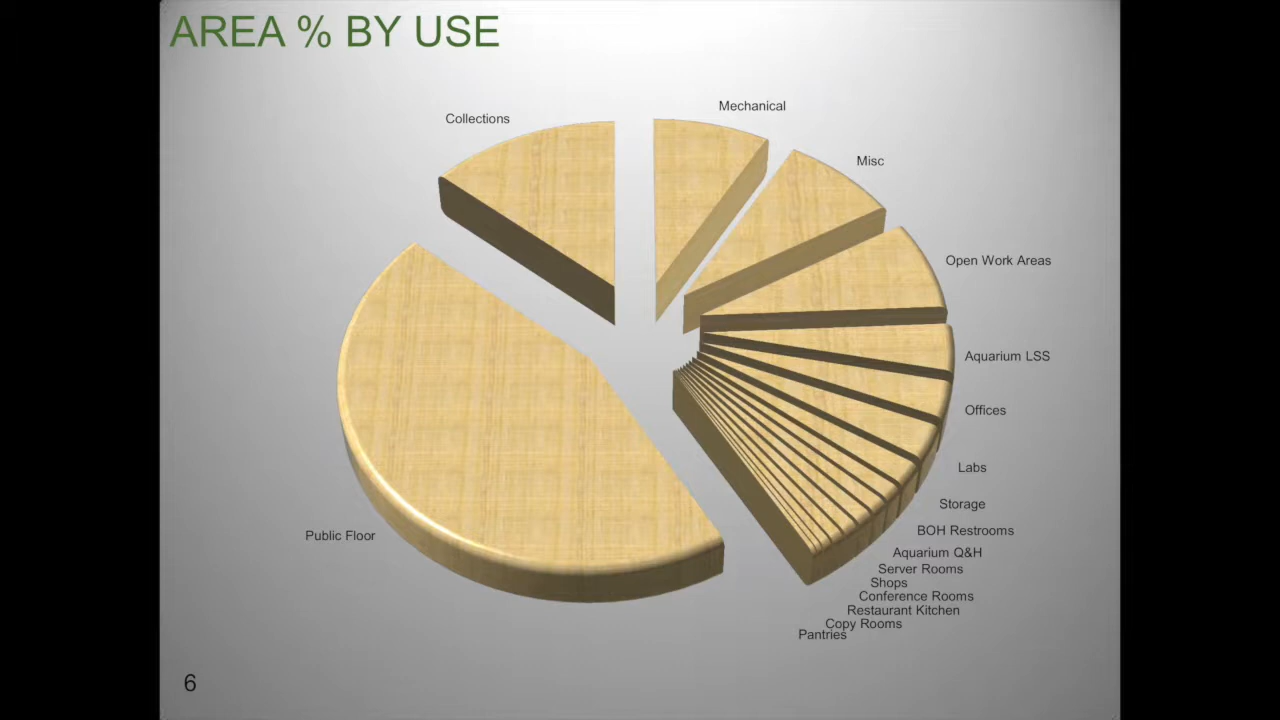 AREA % BY USE
Mechanical
Collections
Misc
Open Work Areas
Aquarium LSS
Offices
Labs
Storage
BOH Restrooms
Public Floor
Aquarium Q&H
Server Rooms
Shops
Conference Rooms
Restaurant Kitchen
Copy Rooms
Pantries
6